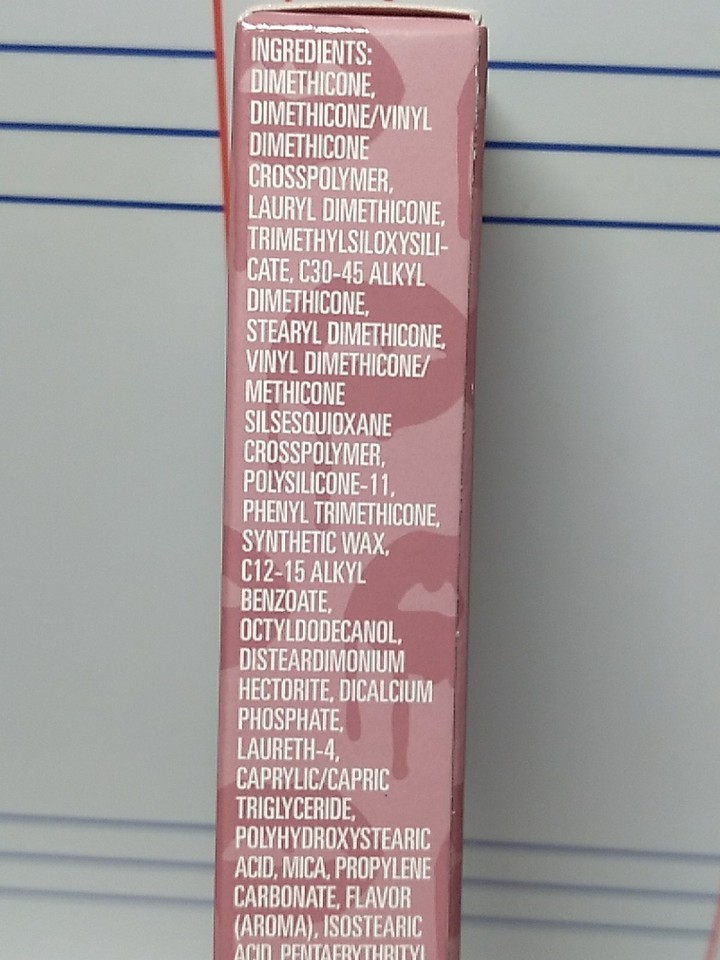 INGREDIENTS:
DIMETHICONE,
DIMETHICONE/VINYL
DIMETHICONE
CROSSPOLYMER,
LAURYL DIMETHICONE,
TRIMETHYLSILOXYSILI-
CATE, C30-45 ALKYL
DIMETHICONE,
STEARYL DIMETHICONE,
VINYL DIMETHICONE/
METHICONE
SILSESQUIOXANE
CROSSPOLYMER,
POLYSILICONE-11,
PHENYL TRIMETHICONE,
SYNTHETIC WAX,
C12-15 ALKYL
BENZOATE,
OCTYLDODECANOL,
DISTEARDIMONIUM
HECTORITE, DICALCIUM
PHOSPHATE,
LAURETH-4,
CAPRYLIC/CAPRIC
TRIGLYCERIDE,
POLYHYDROXYSTEARIC
ACID, MICA, PROPYLENE
CARBONATE, FLAVOR
(AROMA), ISOSTEARIC
ACID, PENTAERYTHRITYL